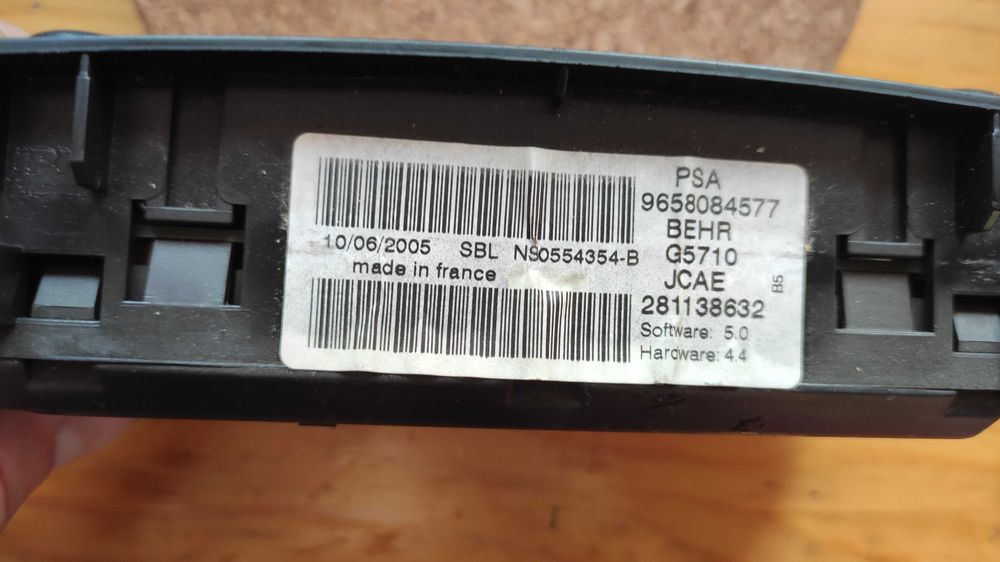 10/06/2005 SBL NS0554354-B
made in france
PSA
9658084577
BEHR
G5710
JCAE
281138632
Software: 5.0
Hardware: 4.4
B5